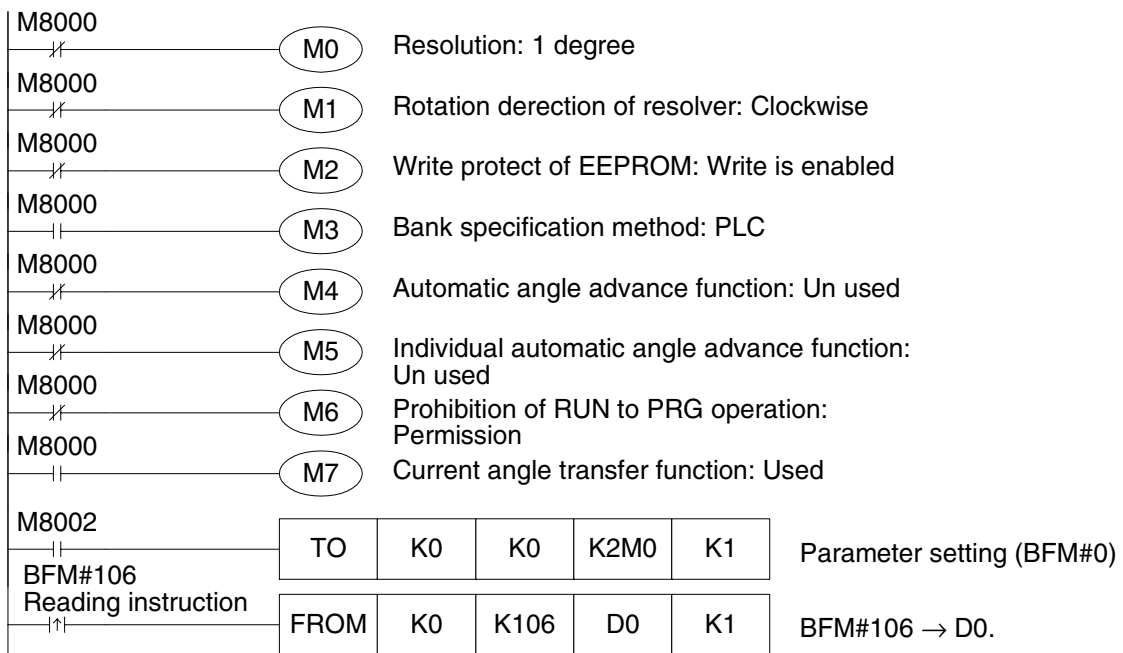 M8000
M0 Resolution: 1 degree
M8000
M1 Rotation derection of resolver: Clockwise
M8000
M2 Write protect of EEPROM: Write is enabled
M8000
M3 Bank specification method: PLC
M8000
M4 Automatic angle advance function: Un used
M8000
M5 Individual automatic angle advance function:
Un used
M8000
M6 Prohibition of RUN to PRG operation:
Permission
M8000
M7 Current angle transfer function: Used
M8002
TO K0 K0 K2M0 K1 Parameter setting (BFM#0)
BFM#106
Reading instruction
FROM K0 K106 D0 K1 BFM#106 → D0.